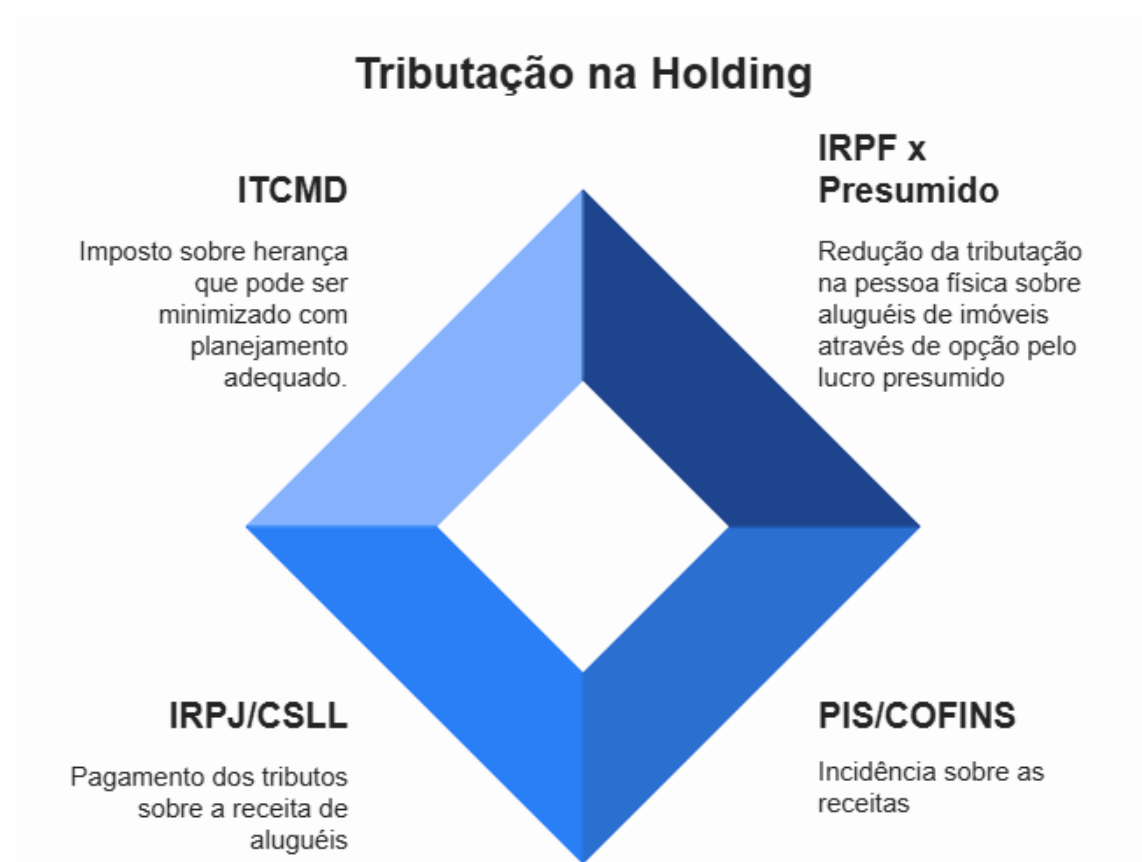 Tributação na Holding
ITCMD
Imposto sobre herança
que pode ser
minimizado com
planejamento
adequado.
IRPF x
Presumido
Redução da tributação
na pessoa física sobre
aluguéis de imóveis
através de opção pelo
lucro presumido
IRPJ/CSLL
Pagamento dos tributos
sobre a receita de
aluguéis
PIS/COFINS
Incidência sobre as
receitas